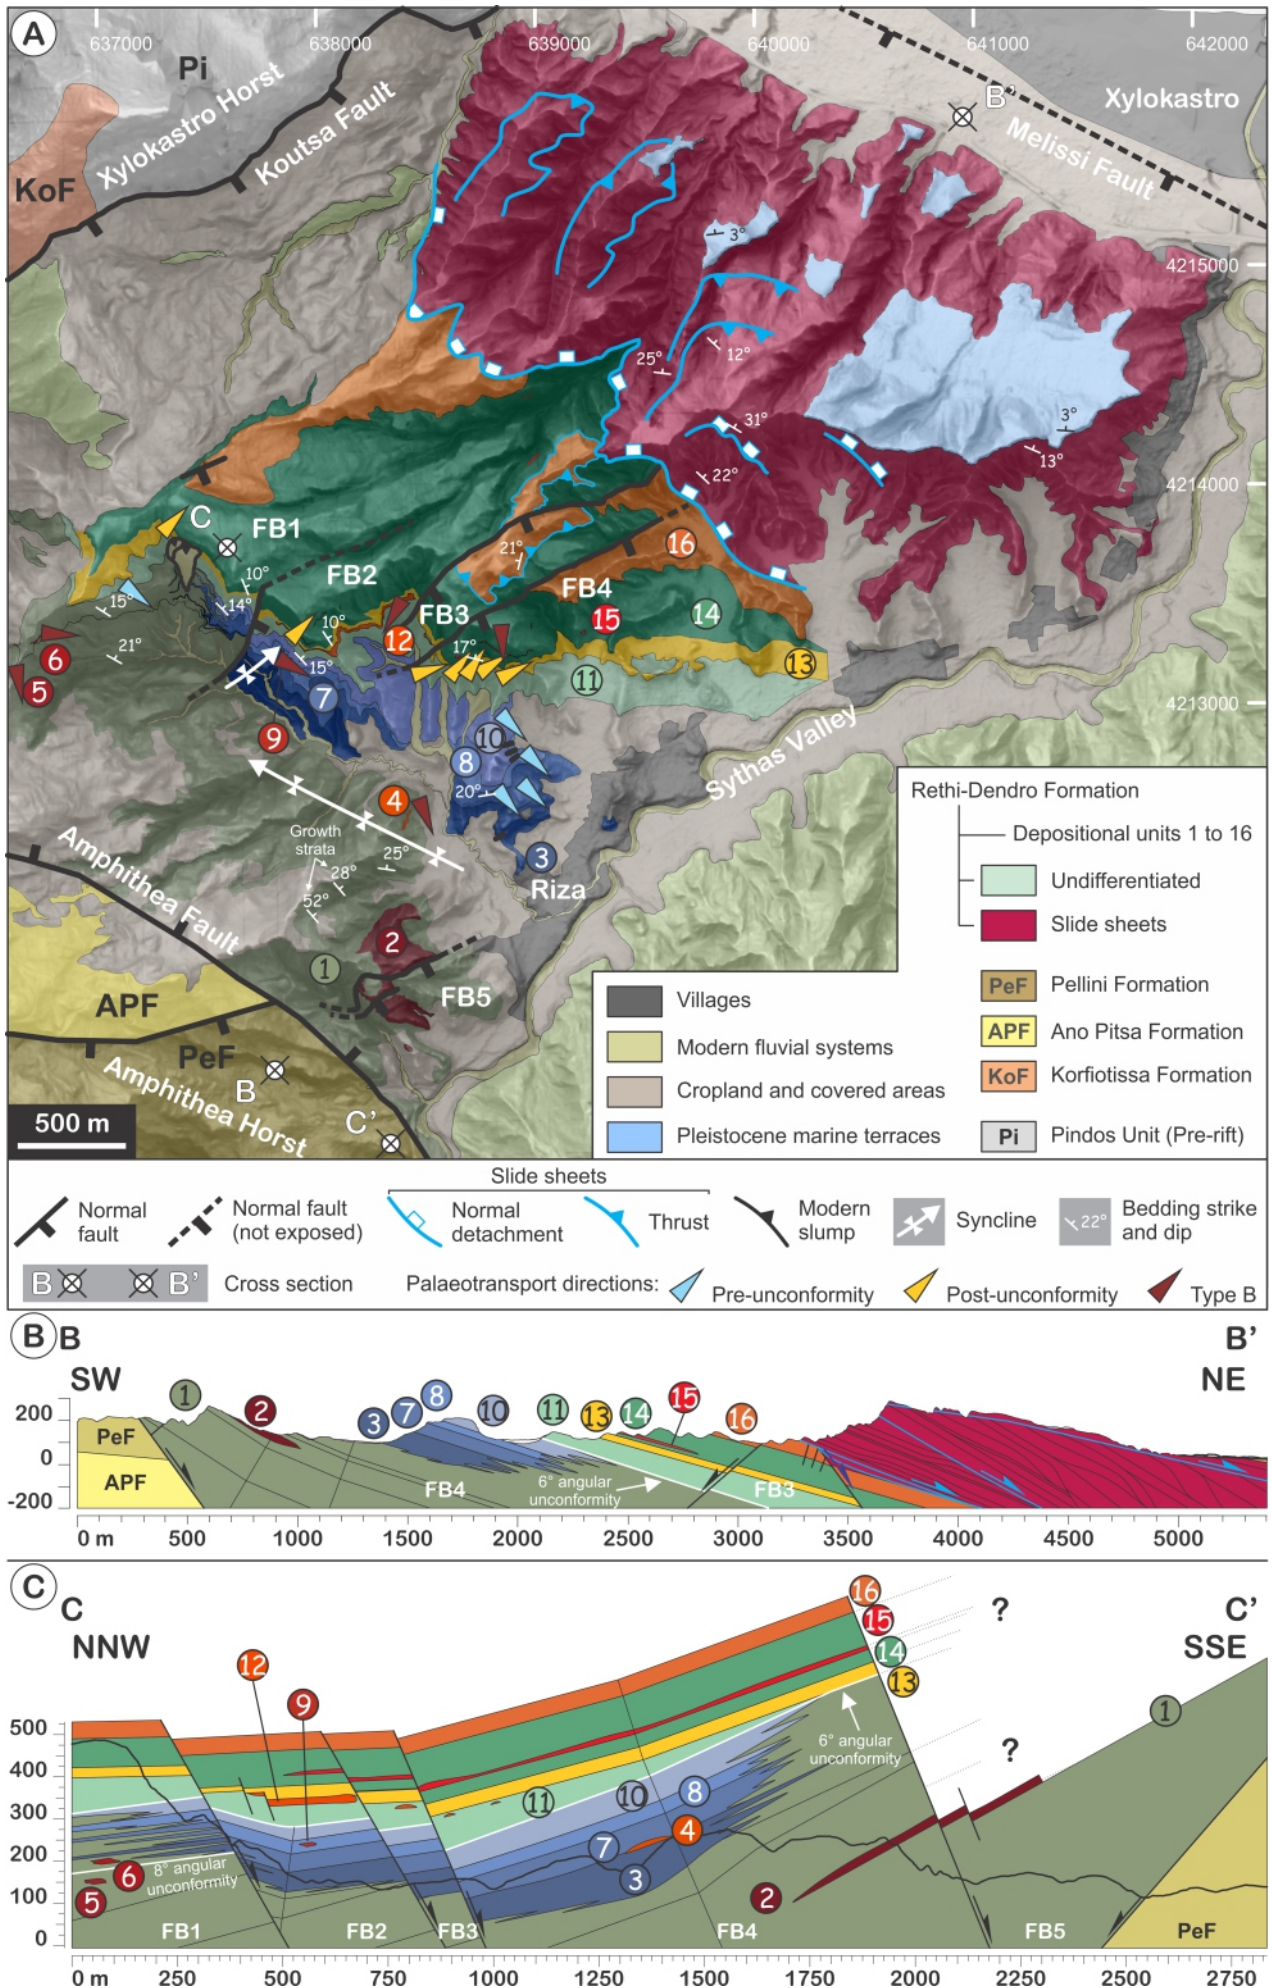 A
637000
638000
639000
640000
641000
642000
Pi
Xylokastro Horst
Koutsa Fault
KoF
B'
Xylokastro
Melissi Fault
4215000
3°
25°
12°
31°
3°
13°
22°
4214000
C
FB1
10°
FB2
21°
16
FB4
15°
14°
FB3
15
14
10°
12
6
21°
17°
13
5
15°
11
7
4213000
9
10
8
Sythas Valley
20°
4
Growth
strata
25°
28°
3
Riza
52°
Amphithea Fault
2
1
FB5
APF
PeF
B
Amphithea Horst
C'
500 m
Rethi-Dendro Formation
Depositional units 1 to 16
Undifferentiated
Slide sheets
PeF Pellini Formation
APF Ano Pitsa Formation
KoF Korfiotissa Formation
Pi Pindos Unit (Pre-rift)
Villages
Modern fluvial systems
Cropland and covered areas
Pleistocene marine terraces
Slide sheets
Normal
fault
Normal fault
(not exposed)
Normal
detachment
Thrust
Modern
slump
Syncline
22°
Bedding strike
and dip
B B' Cross section
Palaeotransport directions:
Pre-unconformity
Post-unconformity
Type B
B B
B'
SW
NE
1
2
3
7
8
10
11
13
14
15
16
200
0
-200
PeF
APF
FB4
6° angular
unconformity
FB3
0 m 500 1000 1500 2000 2500 3000 3500 4000 4500 5000
C C
C'
NNW
SSE
16
15
14
13
?
12
9
1
6° angular
unconformity
?
500
400
300
200
100
0
11
10
8
7
4
3
2
8° angular
unconformity
6
5
FB1
FB2
FB3
FB4
FB5
PeF
0 m 250 500 750 1000 1250 1500 1750 2000 2250 2500 2750